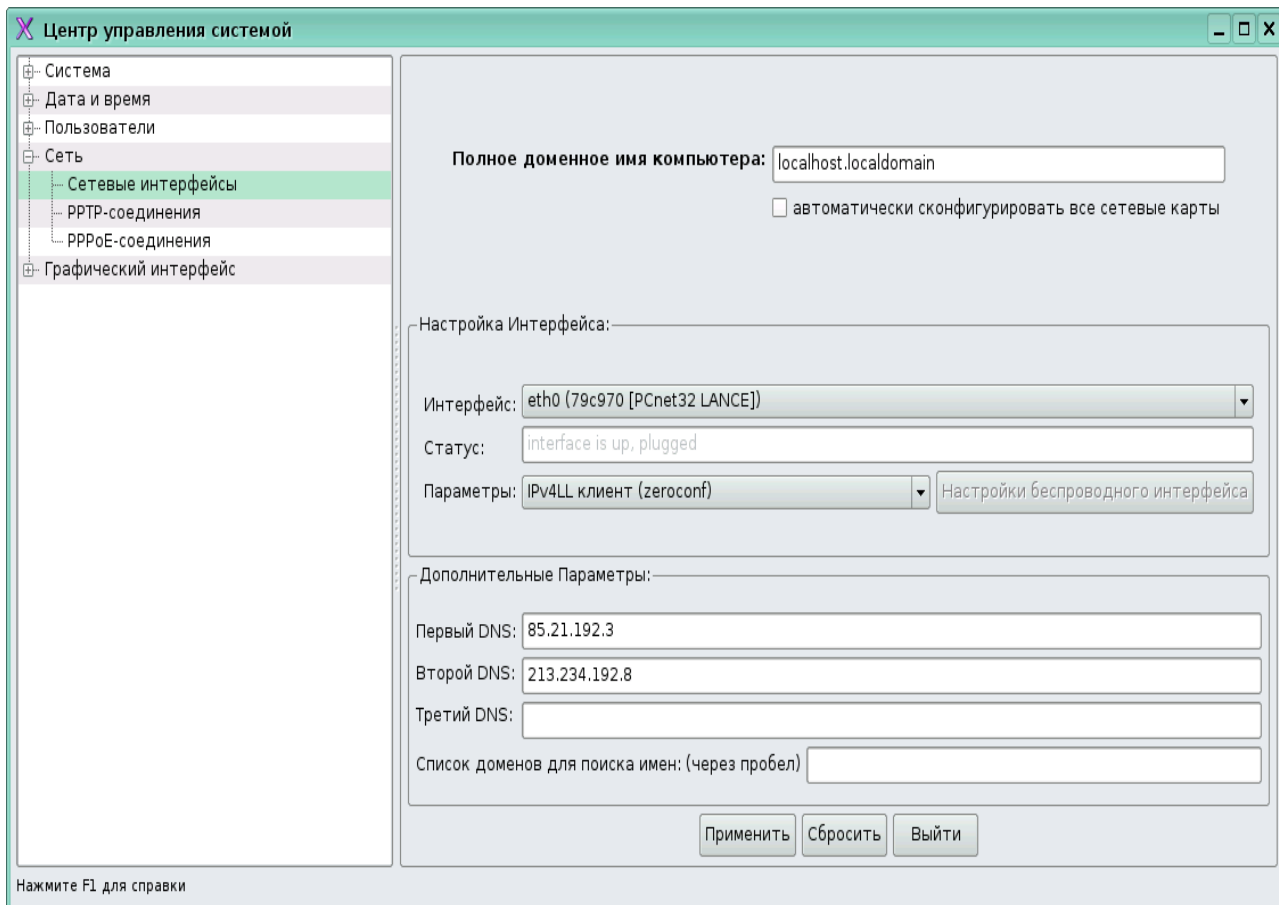 Центр управления системой
Система
Дата и время
Пользователи
Сеть
Сетевые интерфейсы
PPTP-соединения
PPPoE-соединения
Графический интерфейс
Полное доменное имя компьютера: localhost.localdomain
автоматически сконфигурировать все сетевые карты
Настройка Интерфейса:
Интерфейс: eth0 (79c970 [PCnet32 LANCE])
Статус: interface is up, plugged
Параметры: IPv4LL клиент (zeroconf) Настройки беспроводного интерфейса
Дополнительные Параметры:
Первый DNS: 85.21.192.3
Второй DNS: 213.234.192.8
Третий DNS:
Список доменов для поиска имен: (через пробел)
Применить Сбросить Выйти
Нажмите F1 для справки